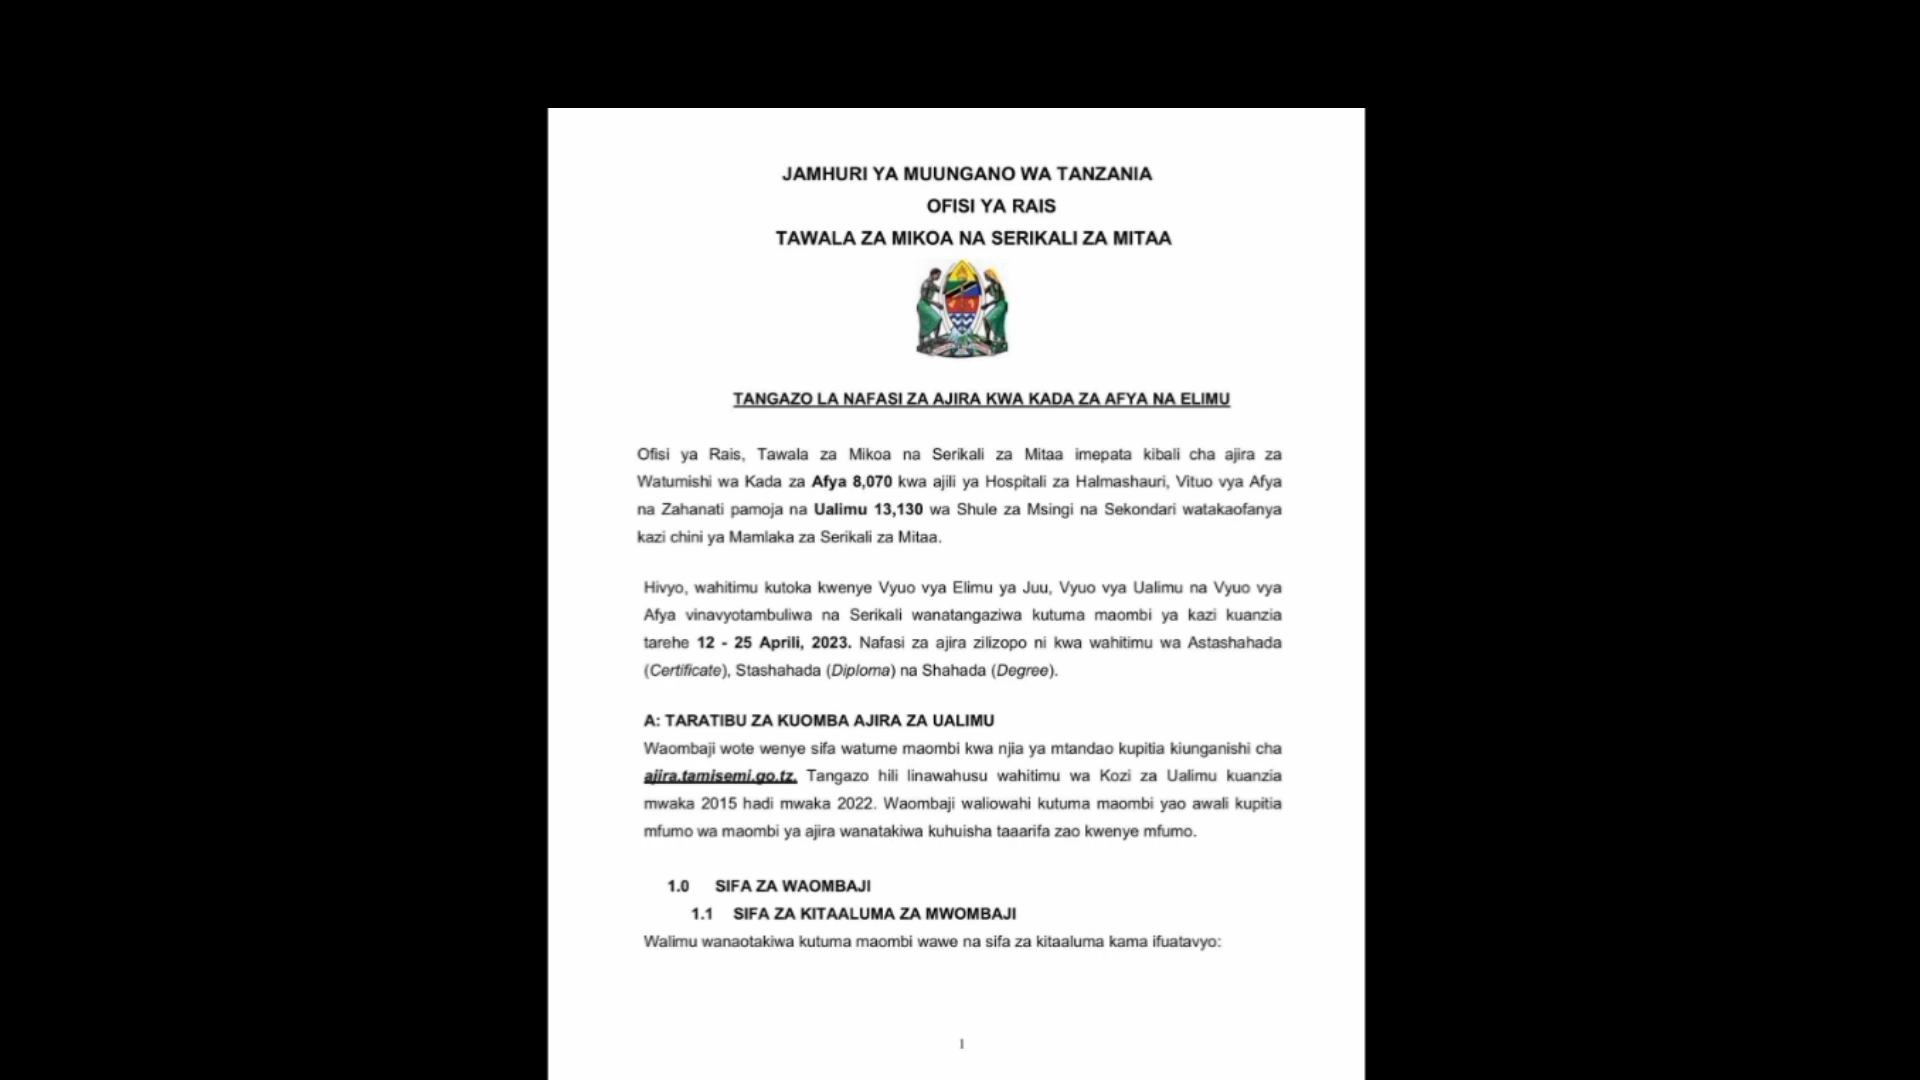 JAMHURI YA MUUNGANO WA TANZANIA
OFISI YA RAIS
TAWALA ZA MIKOA NA SERIKALI ZA MITAA
TANGAZO LA NAFASI ZA AJIRA KWA KADA ZA AFYA NA ELIMU
Ofisi ya Rais, Tawala za Mikoa na Serikali za Mitaa imepata kibali cha ajira za
Watumishi wa Kada za Afya 8,070 kwa ajili ya Hospitali za Halmashauri, Vituo vya Afya
na Zahanati pamoja na Ualimu 13,130 wa Shule za Msingi na Sekondari watakaofanya
kazi chini ya Mamlaka za Serikali za Mitaa.
Hivyo, wahitimu kutoka kwenye Vyuo vya Elimu ya Juu, Vyuo vya Ualimu na Vyuo vya
Afya vinavyotambuliwa na Serikali wanatangaziwa kutuma maombi ya kazi kuanzia
tarehe 12 - 25 Aprili, 2023. Nafasi za ajira zilizopo ni kwa wahitimu wa Astashahada
(Certificate), Stashahada (Diploma) na Shahada (Degree).
A: TARATIBU ZA KUOMBA AJIRA ZA UALIMU
Waombaji wote wenye sifa watume maombi kwa njia ya mtandao kupitia kiunganishi cha
ajira.tamisemi.go.tz. Tangazo hili linawahusu wahitimu wa Kozi za Ualimu kuanzia
mwaka 2015 hadi mwaka 2022. Waombaji waliowahi kutuma maombi yao awali kupitia
mfumo wa maombi ya ajira wanatakiwa kuhuisha taaarifa zao kwenye mfumo.
1.0 SIFA ZA WAOMBAJI
1.1 SIFA ZA KITAALUMA ZA MWOMBAJI
Walimu wanaotakiwa kutuma maombi wawe na sifa za kitaaluma kama ifuatavyo:
1